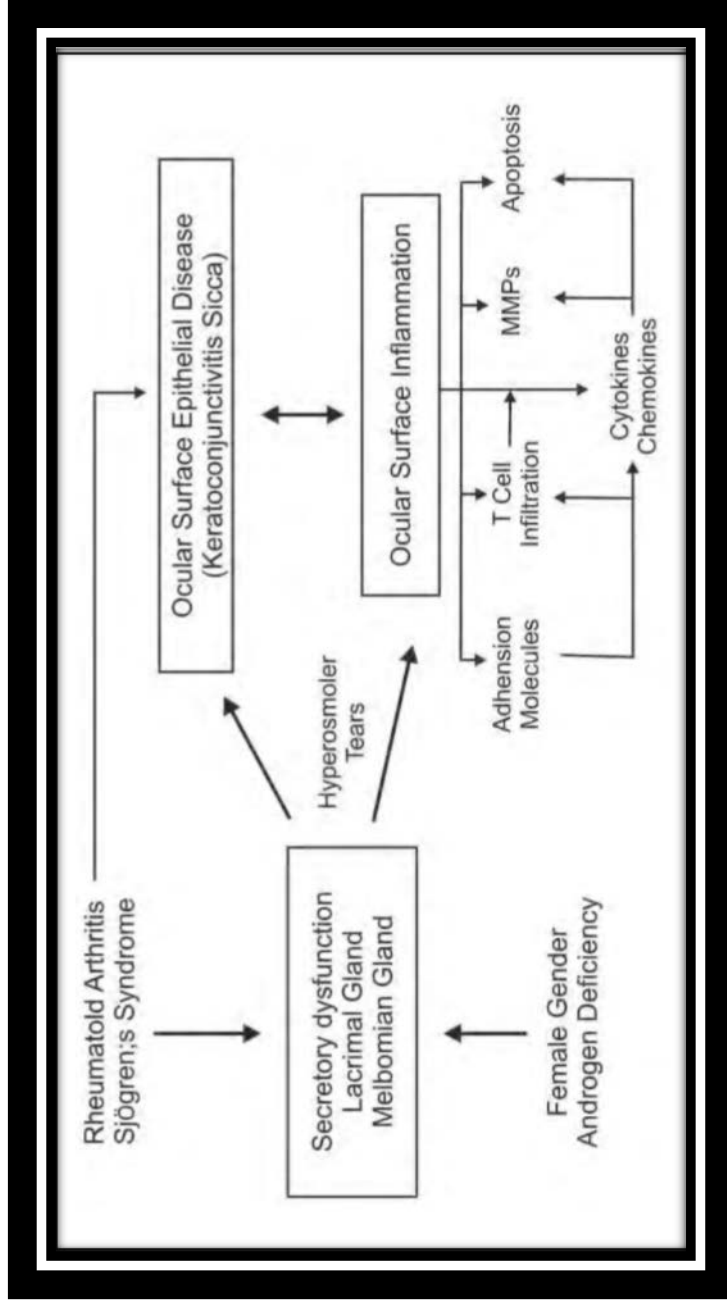 Rheumatold Arthritis
Sjögren;s Syndrome
Secretory dysfunction
Lacrimal Gland
Melbomian Gland
Female Gender
Androgen Deficiency
Hyperosmoler
Tears
Ocular Surface Epithelial Disease
(Keratoconjunctivitis Sicca)
Ocular Surface Inflammation
Adhension
Molecules
T Cell
Infiltration
MMPs
Apoptosis
Cytokines
Chemokines